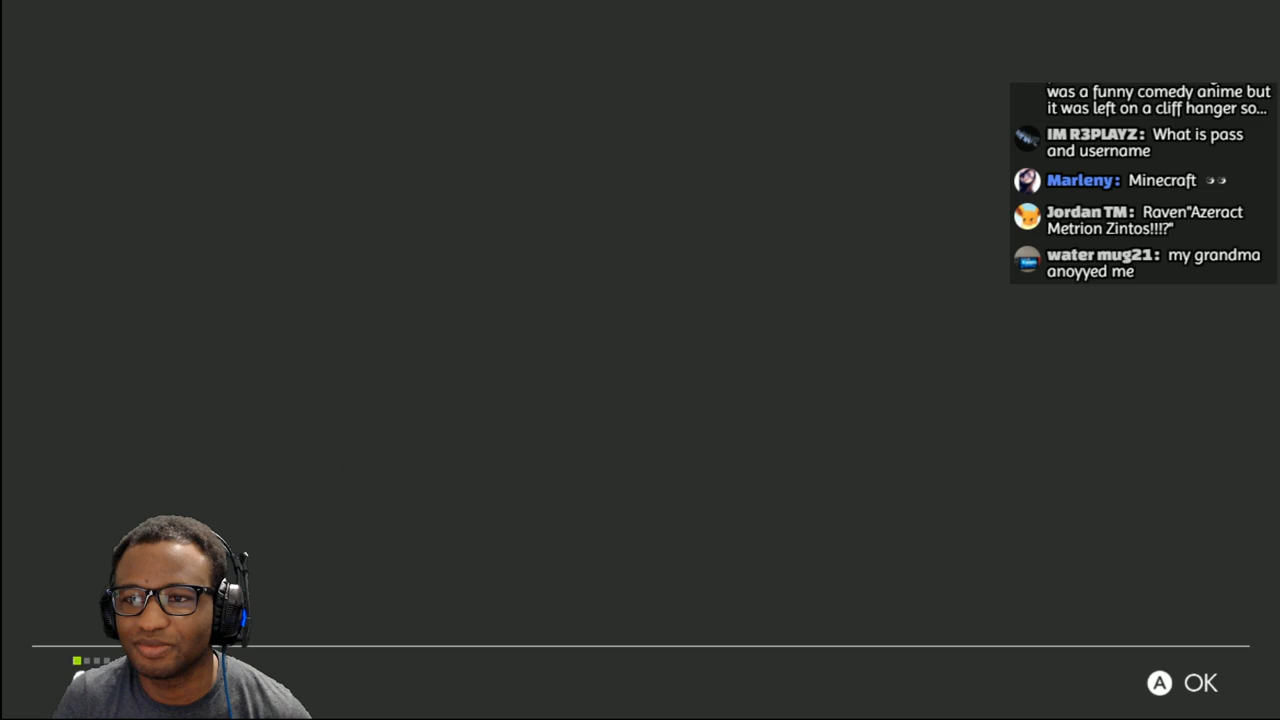 was a funny comedy anime but
it was left on a cliff hanger so...
IM R3PLAYZ: What is pass
and username
Marleny: Minecraft 👀
Jordan TM: Raven"Azeract
Metrion Zintos!!!?"
water mug21: my grandma
anoyyed me
A OK